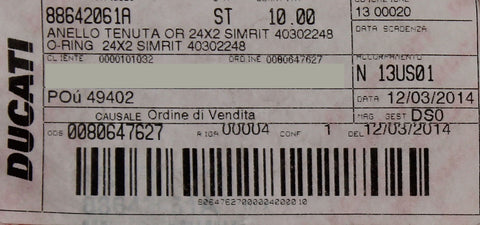 88642061A ST 10.00
13 00020
ANELLO TENUTA OR 24X2 SIMRIT 40302248
DATA SCADENZA
O-RING 24X2 SIMRIT 40302248
CLIENTE 0000101032 ORDINE 0080647627
N 13US01
POú 49402
DATA 12/03/2014
CAUSALE Ordine di Vendita
MAG GEST DS0
ODS 0080647627 RIGA 00004 CONF 1 DEL 12/03/2014
DUCATI